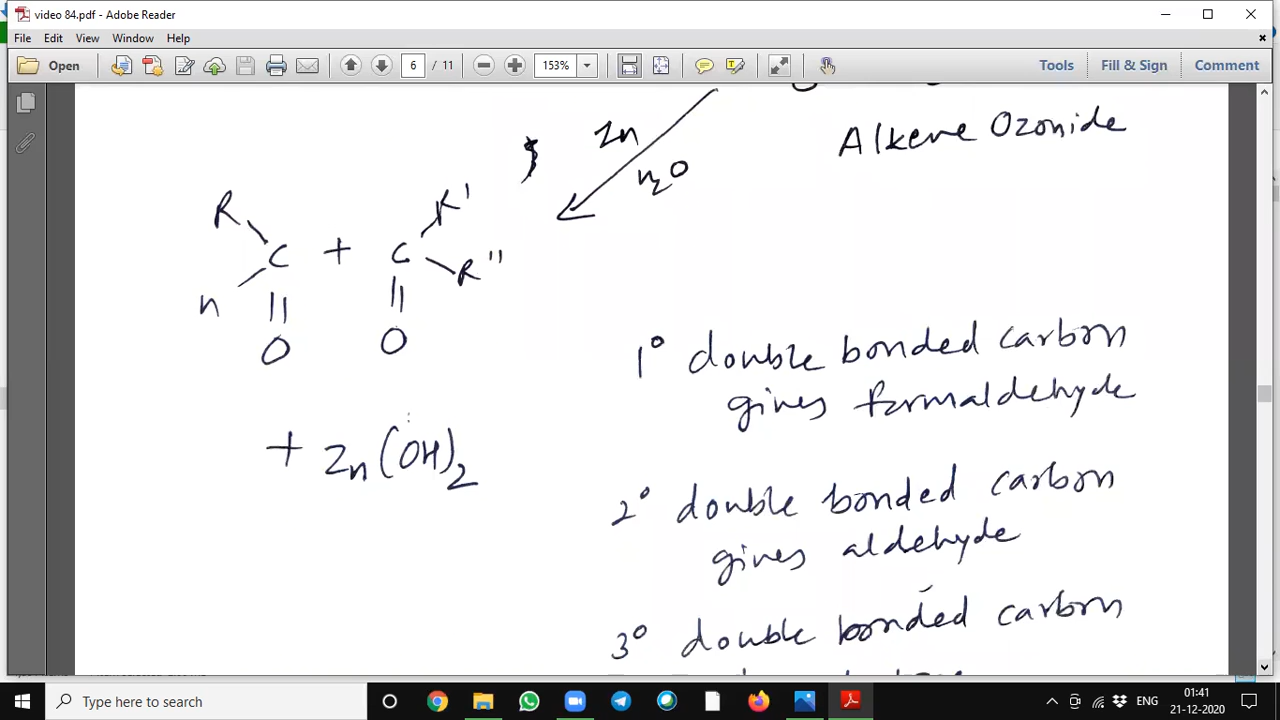 video 84.pdf - Adobe Reader
File Edit View Window Help
Open 6 / 11 153% Tools Fill & Sign Comment
Alkene Ozonide
Zn
H2O
R R'
C + C
H R''
O O
+ Zn(OH)2
1° double bonded carbon
gives formaldehyde
2° double bonded carbon
gives aldehyde
3° double bonded carbon
Type here to search
ENG
01:41
21-12-2020